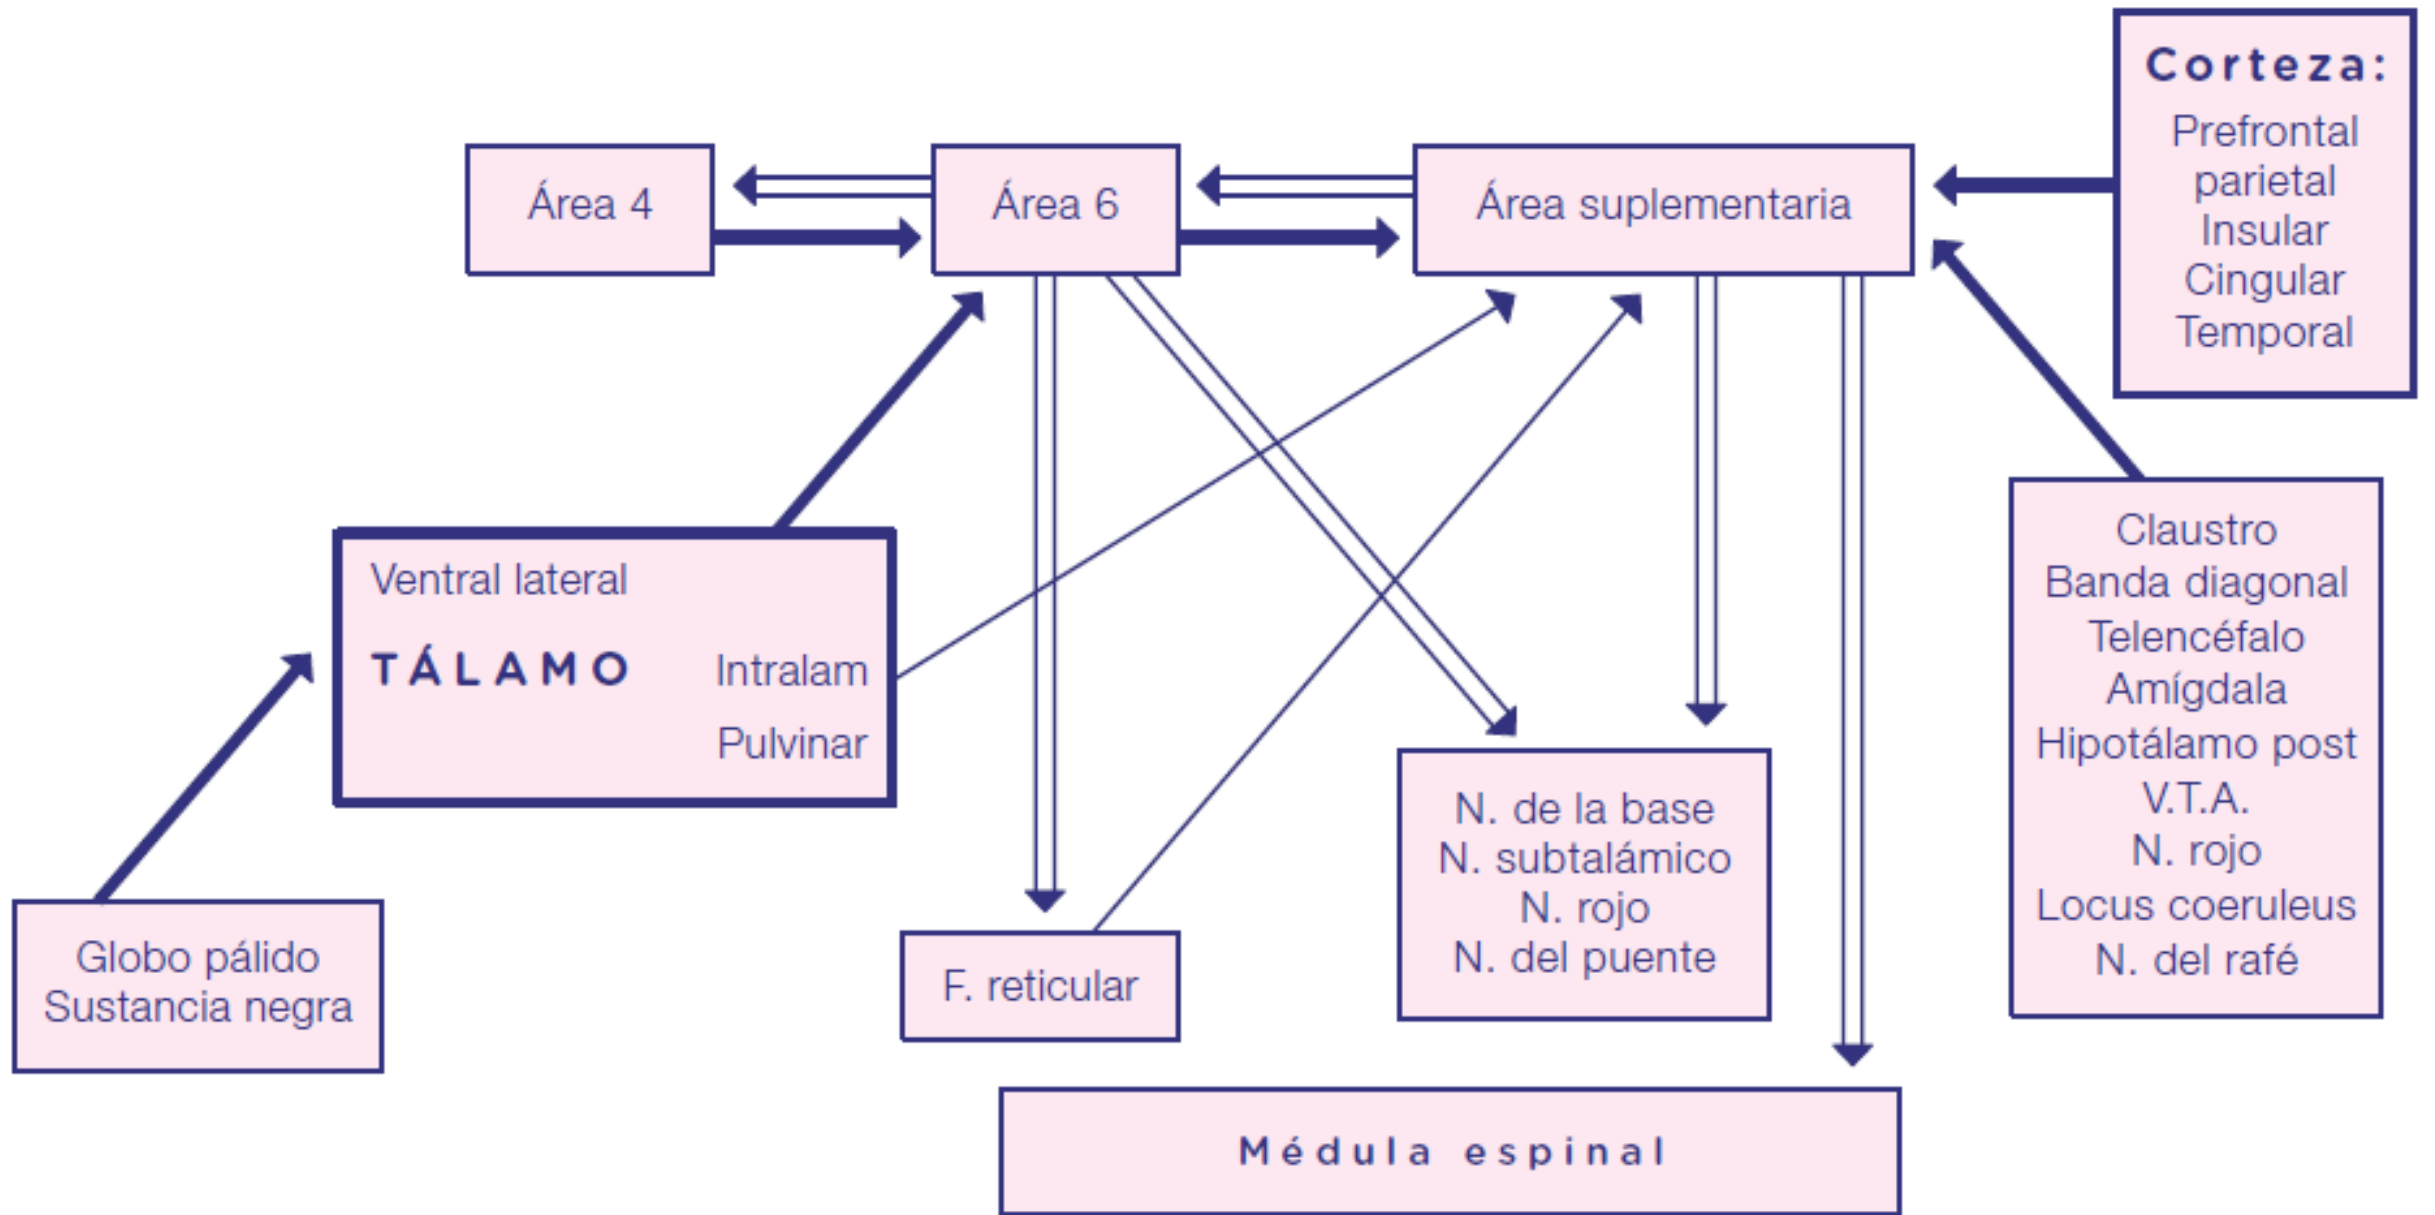 Corteza:
Prefrontal
parietal
Insular
Cingular
Temporal
Área 4
Área 6
Área suplementaria
Ventral lateral
TÁLAMO
Intralam
Pulvinar
Claustro
Banda diagonal
Telencéfalo
Amígdala
Hipotálamo post
V.T.A.
N. rojo
Locus coeruleus
N. del rafé
N. de la base
N. subtalámico
N. rojo
N. del puente
Globo pálido
Sustancia negra
F. reticular
Médula espinal